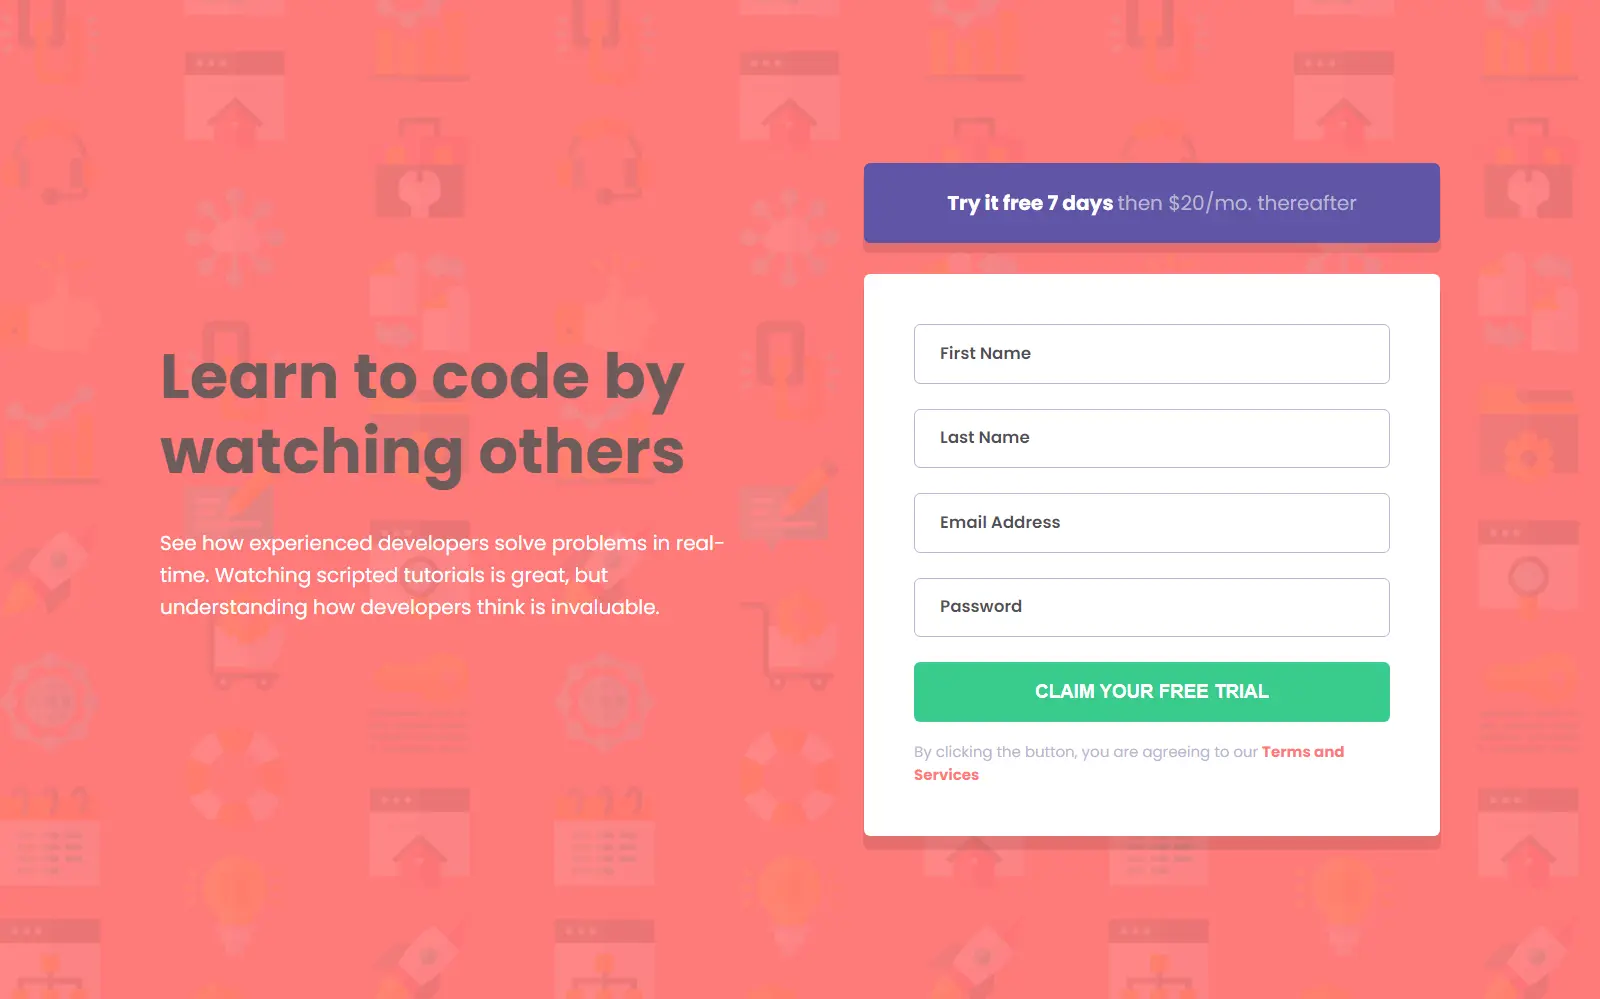 Learn to code by
watching others
See how experienced developers solve problems in real-
time. Watching scripted tutorials is great, but
understanding how developers think is invaluable.
Try it free 7 days then $20/mo. thereafter
First Name
Last Name
Email Address
Password
CLAIM YOUR FREE TRIAL
By clicking the button, you are agreeing to our Terms and
Services